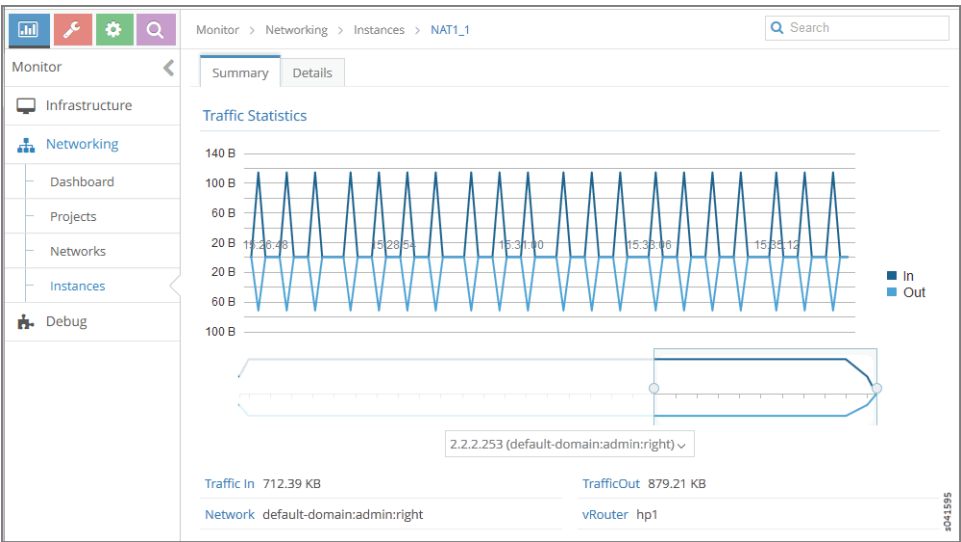 Monitor > Networking > Instances > NAT1_1
Search
Monitor
Infrastructure
Networking
Dashboard
Projects
Networks
Instances
Debug
Summary Details
Traffic Statistics
140 B
100 B
60 B
20 B
15:26:48 15:28:54 15:31:00 15:33:06 15:35:12
20 B
60 B
100 B
In
Out
2.2.2.253 (default-domain:admin:right)
Traffic In 712.39 KB
TrafficOut 879.21 KB
Network default-domain:admin:right
vRouter hp1
s041595